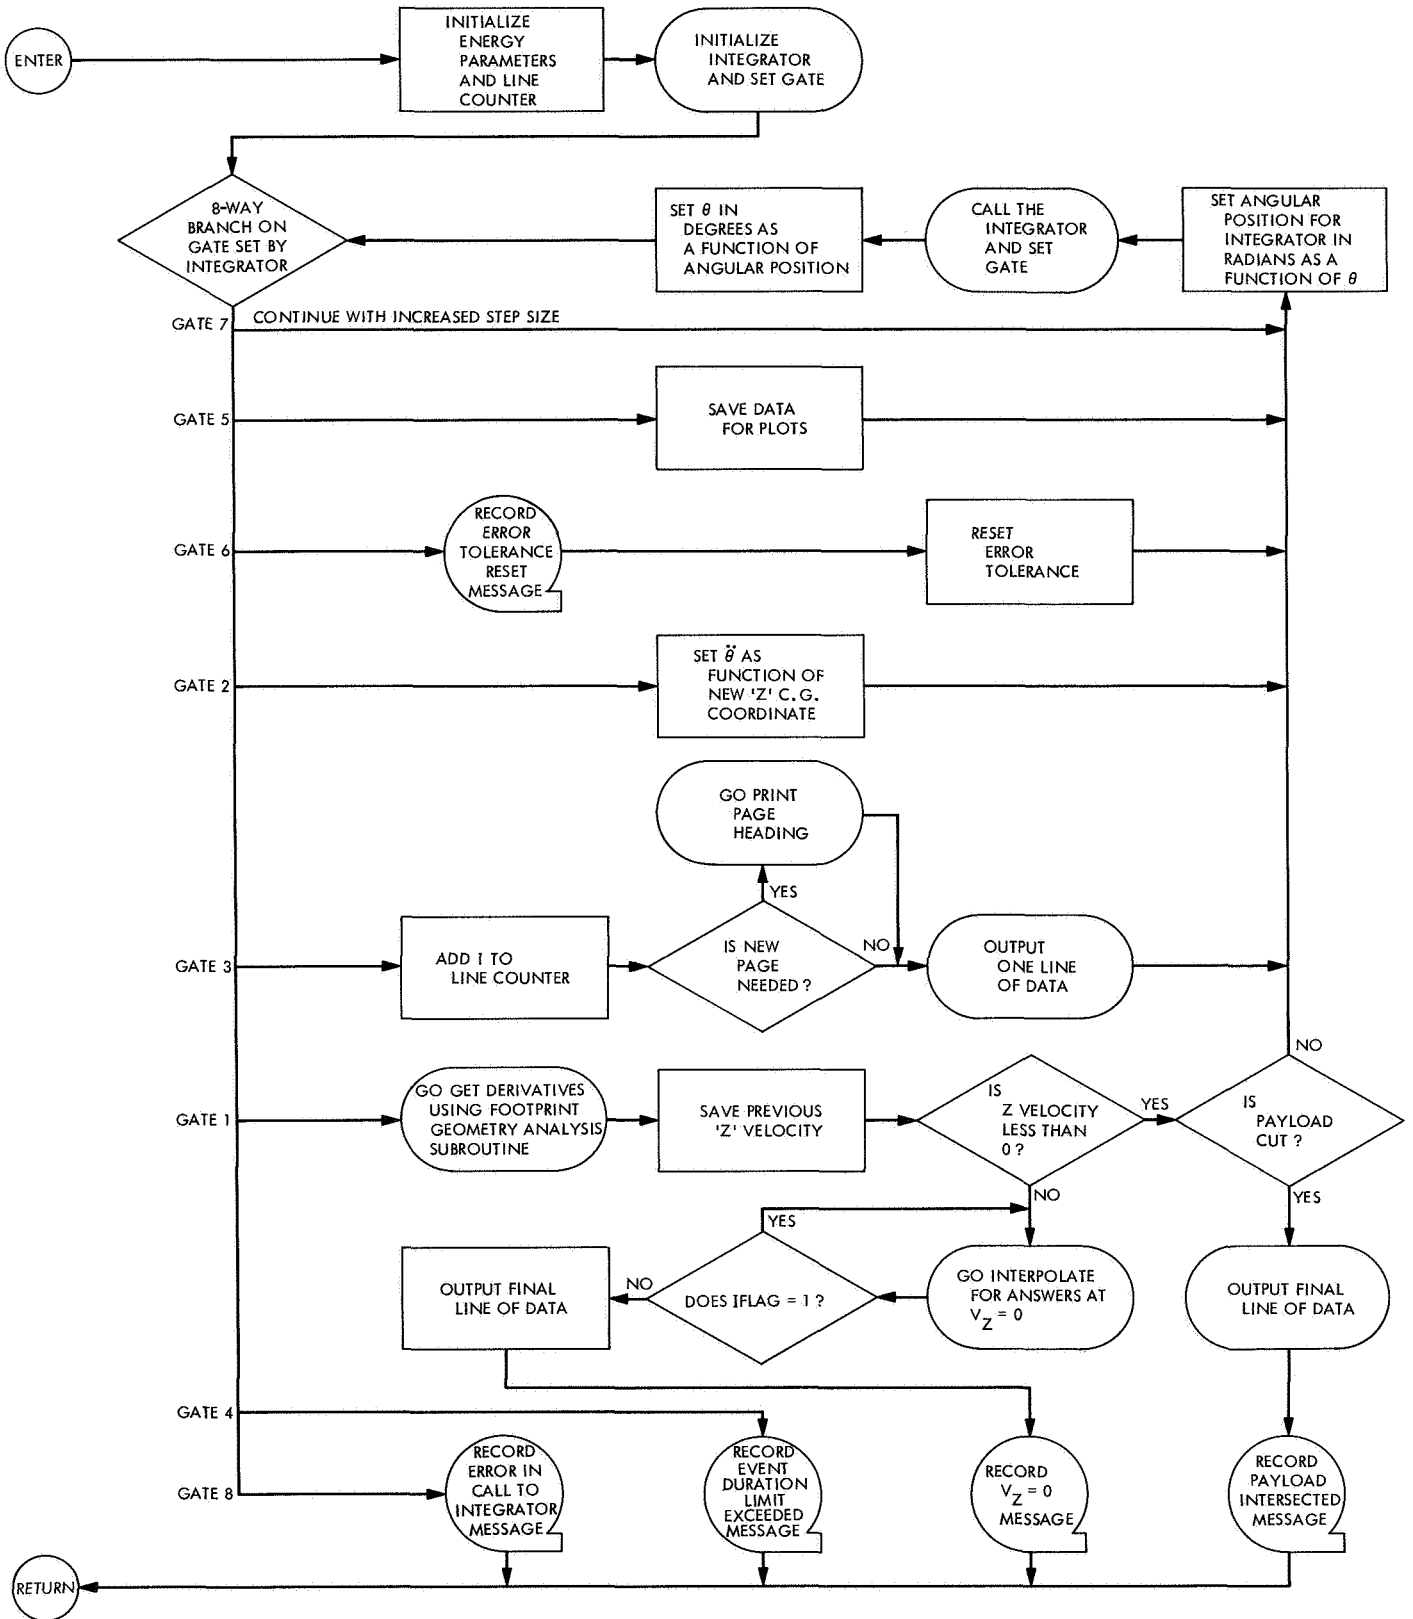 ENTER
INITIALIZE
ENERGY
PARAMETERS
AND LINE
COUNTER
INITIALIZE
INTEGRATOR
AND SET GATE
8-WAY
BRANCH ON
GATE SET BY
INTEGRATOR
SET θ IN
DEGREES AS
A FUNCTION OF
ANGULAR POSITION
CALL THE
INTEGRATOR
AND SET
GATE
SET ANGULAR
POSITION FOR
INTEGRATOR IN
RADIANS AS A
FUNCTION OF θ
GATE 7
CONTINUE WITH INCREASED STEP SIZE
GATE 5
SAVE DATA
FOR PLOTS
GATE 6
RECORD
ERROR
TOLERANCE
RESET
MESSAGE
RESET
ERROR
TOLERANCE
GATE 2
SET θ̈ AS
FUNCTION OF
NEW 'Z' C.G.
COORDINATE
GO PRINT
PAGE
HEADING
YES
GATE 3
ADD 1 TO
LINE COUNTER
IS NEW
PAGE
NEEDED ?
NO
OUTPUT
ONE LINE
OF DATA
NO
GATE 1
GO GET DERIVATIVES
USING FOOTPRINT
GEOMETRY ANALYSIS
SUBROUTINE
SAVE PREVIOUS
'Z' VELOCITY
IS
Z VELOCITY
LESS THAN
0 ?
YES
IS
PAYLOAD
CUT ?
NO
YES
YES
OUTPUT FINAL
LINE OF DATA
NO
DOES IFLAG = 1 ?
GO INTERPOLATE
FOR ANSWERS AT
V_Z = 0
OUTPUT FINAL
LINE OF DATA
GATE 4
GATE 8
RECORD
ERROR IN
CALL TO
INTEGRATOR
MESSAGE
RECORD
EVENT
DURATION
LIMIT
EXCEEDED
MESSAGE
RECORD
V_Z = 0
MESSAGE
RECORD
PAYLOAD
INTERSECTED
MESSAGE
RETURN